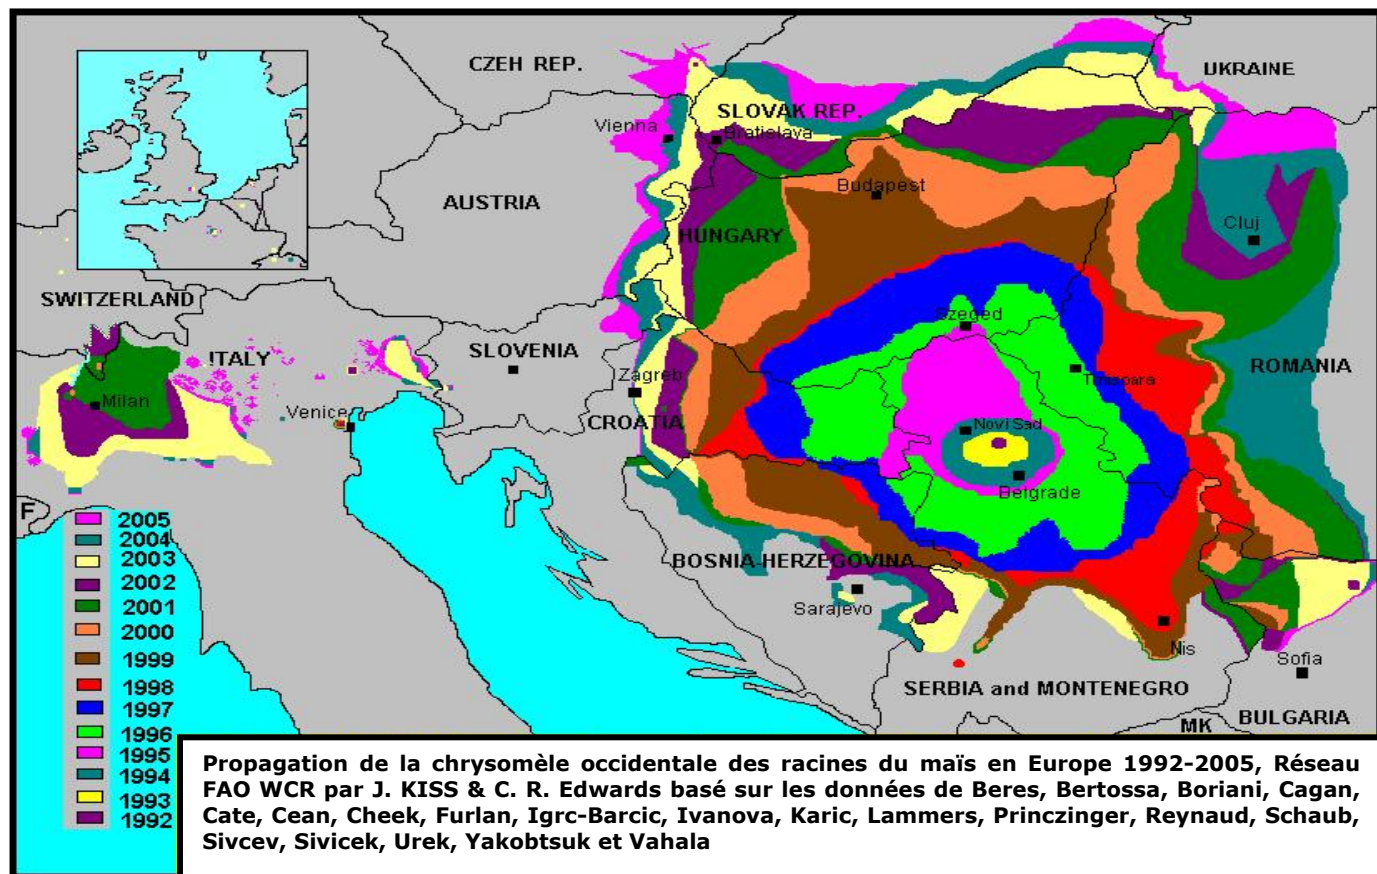 CZEH REP.
UKRAINE
SLOVAK REP.
Vienna
Bratislava
Budapest
AUSTRIA
Cluj
HUNGARY
SWITZERLAND
Szeged
ITALY
SLOVENIA
ROMANIA
Zagreb
Timisoara
Milan
Venice
CROATIA
Novi Sad
Belgrade
F
2005
2004
2003
2002
2001
2000
1999
1998
1997
1996
1995
1994
1993
1992
BOSNIA-HERZEGOVINA
Sarajevo
Nis
Sofia
SERBIA and MONTENEGRO
MK
BULGARIA
Propagation de la chrysomèle occidentale des racines du maïs en Europe 1992-2005, Réseau
FAO WCR par J. KISS & C. R. Edwards basé sur les données de Beres, Bertossa, Boriani, Cagan,
Cate, Cean, Cheek, Furlan, Igrc-Barcic, Ivanova, Karic, Lammers, Princzinger, Reynaud, Schaub,
Sivcev, Sivicek, Urek, Yakobtsuk et Vahala